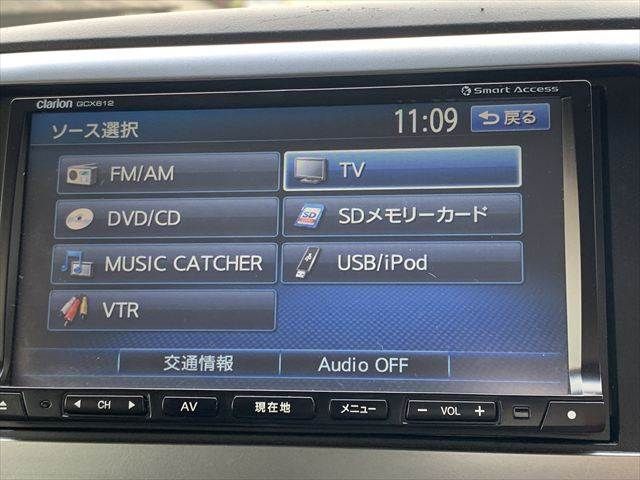 Smart Access
Clarion GCX612
ソース選択
11:09
戻る
FM/AM
TV
DVD/CD
SD
SDメモリーカード
MUSIC CATCHER
USB/iPod
VTR
交通情報
Audio OFF
CH
AV
現在地
メニュー
− VOL +